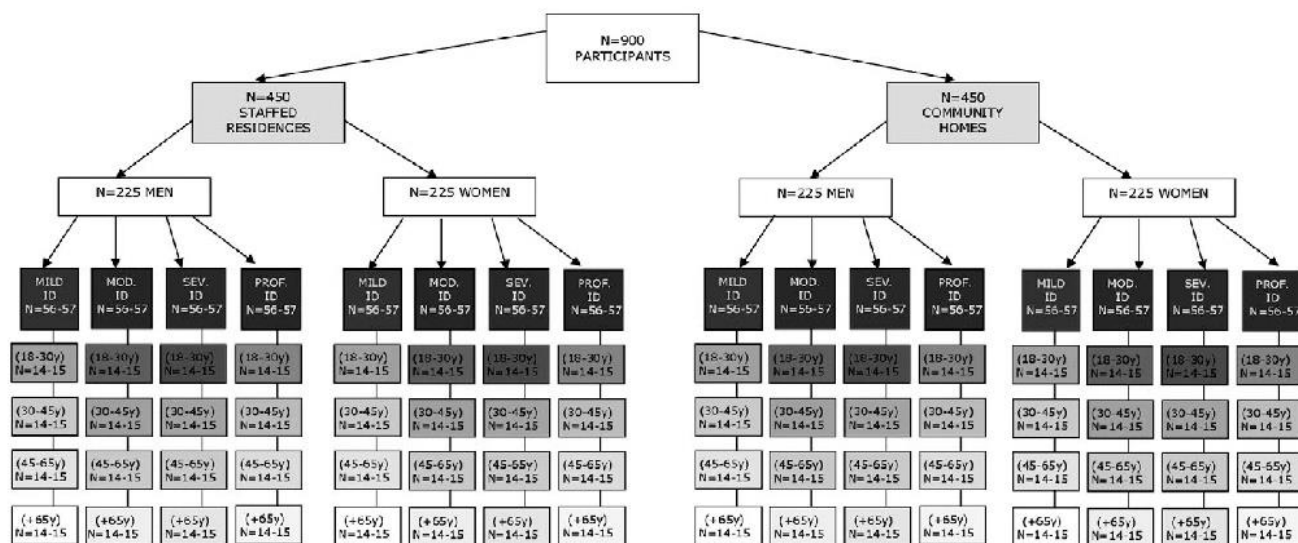 N=900
PARTICIPANTS
N=450
STAFFED
RESIDENCES
N=450
COMMUNITY
HOMES
N=225 MEN
N=225 WOMEN
N=225 MEN
N=225 WOMEN
MILD
ID
N=56-57
MOD.
ID
N=56-57
SEV.
ID
N=56-57
PROF.
ID
N=56-57
MILD
ID
N=56-57
MOD.
ID
N=56-57
SEV.
ID
N=56-57
PROF.
ID
N=56-57
MILD
ID
N=56-57
MOD.
ID
N=56-57
SEV.
ID
N=56-57
PROF.
ID
N=56-57
MILD
ID
N=56-57
MOD.
ID
N=56-57
SEV.
ID
N=56-57
PROF.
ID
N=56-57
(18-30y)
N=14-15
(18-30y)
N=14-15
(18-30y)
N=14-15
(18-30y)
N=14-15
(18-30y)
N=14-15
(18-30y)
N=14-15
(18-30y)
N=14-15
(18-30y)
N=14-15
(18-30y)
N=14-15
(18-30y)
N=14-15
(18-30y)
N=14-15
(18-30y)
N=14-15
(18-30y)
N=14-15
(18-30y)
N=14-15
(18-30y)
N=14-15
(18-30y)
N=14-15
(30-45y)
N=14-15
(30-45y)
N=14-15
(30-45y)
N=14-15
(30-45y)
N=14-15
(30-45y)
N=14-15
(30-45y)
N=14-15
(30-45y)
N=14-15
(30-45y)
N=14-15
(30-45y)
N=14-15
(30-45y)
N=14-15
(30-45y)
N=14-15
(30-45y)
N=14-15
(30-45y)
N=14-15
(30-45y)
N=14-15
(30-45y)
N=14-15
(30-45y)
N=14-15
(45-65y)
N=14-15
(45-65y)
N=14-15
(45-65y)
N=14-15
(45-65y)
N=14-15
(45-65y)
N=14-15
(45-65y)
N=14-15
(45-65y)
N=14-15
(45-65y)
N=14-15
(45-65y)
N=14-15
(45-65y)
N=14-15
(45-65y)
N=14-15
(45-65y)
N=14-15
(45-65y)
N=14-15
(45-65y)
N=14-15
(45-65y)
N=14-15
(45-65y)
N=14-15
(+65y)
N=14-15
(+65y)
N=14-15
(+65y)
N=14-15
(+65y)
N=14-15
(+65y)
N=14-15
(+65y)
N=14-15
(+65y)
N=14-15
(+65y)
N=14-15
(+65y)
N=14-15
(+65y)
N=14-15
(+65y)
N=14-15
(+65y)
N=14-15
(+65y)
N=14-15
(+65y)
N=14-15
(+65y)
N=14-15
(+65y)
N=14-15